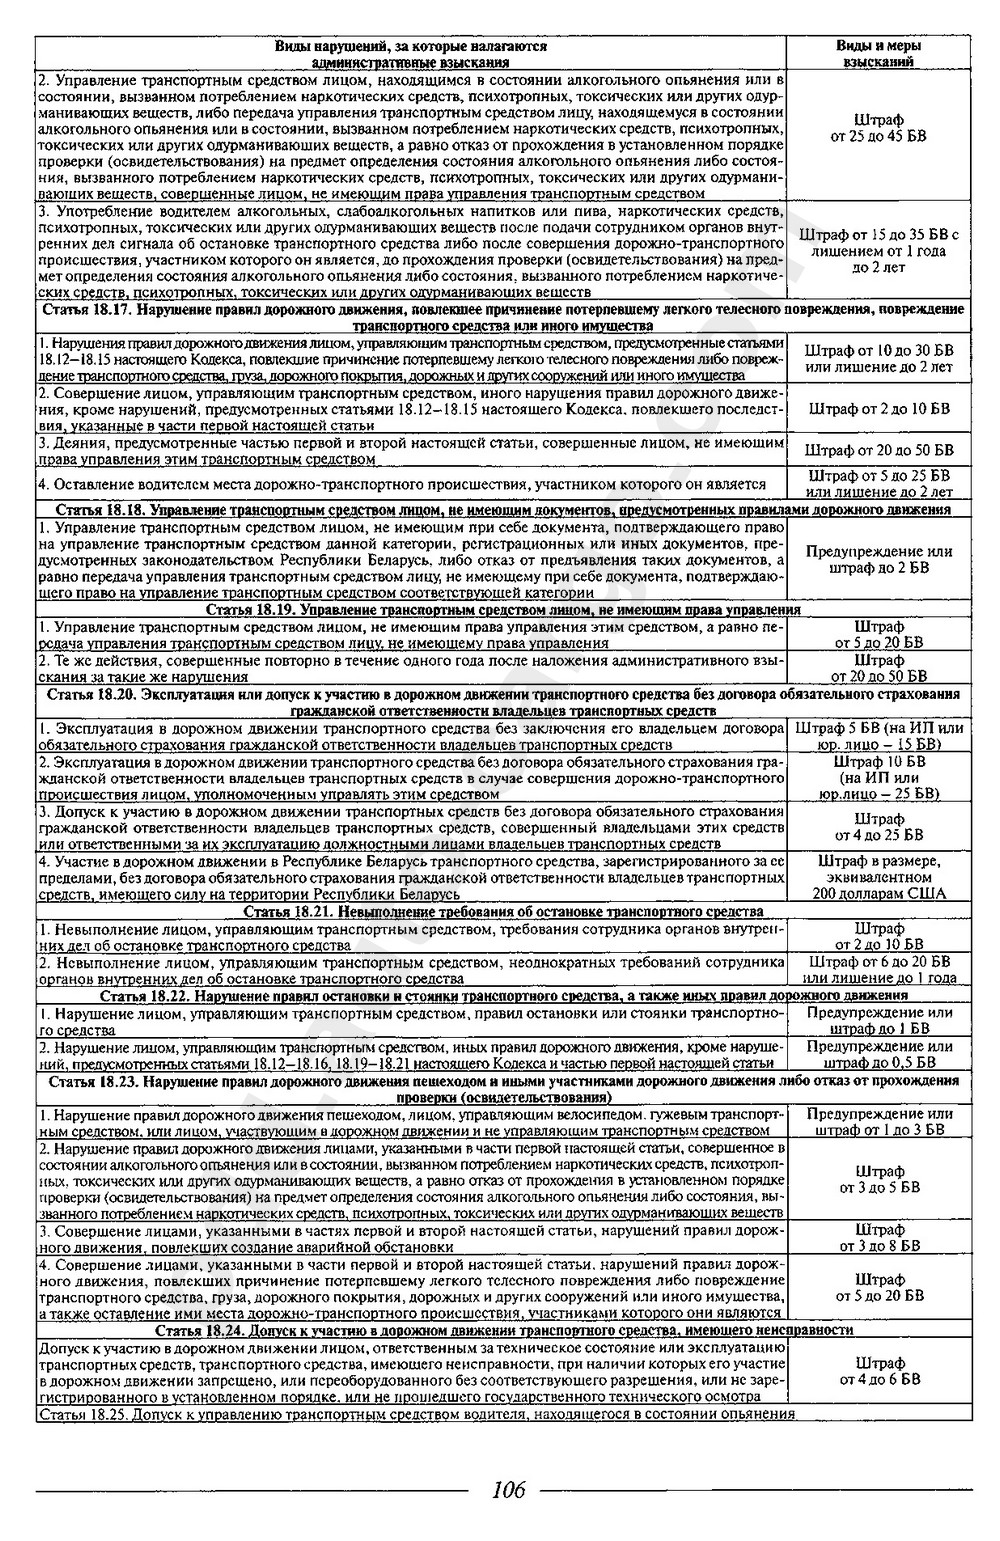 Виды нарушений, за которые налагаются
административные взыскания
Виды и меры
взысканий
2. Управление транспортным средством лицом, находящимся в состоянии алкогольного опьянения или в
состоянии, вызванном потреблением наркотических средств, психотропных, токсических или других одур-
манивающих веществ, либо передача управления транспортным средством лицу, находящемуся в состоянии
алкогольного опьянения или в состоянии, вызванном потреблением наркотических средств, психотропных,
токсических или других одурманивающих веществ, а равно отказ от прохождения в установленном порядке
проверки (освидетельствования) на предмет определения состояния алкогольного опьянения либо состоя-
ния, вызванного потреблением наркотических средств, психотропных, токсических или других одурмани-
вающих веществ, совершенные лицом, не имеющим права управления транспортным средством
Штраф
от 25 до 45 БВ
3. Употребление водителем алкогольных, слабоалкогольных напитков или пива, наркотических средств,
психотропных, токсических или других одурманивающих веществ после подачи сотрудником органов внут-
ренних дел сигнала об остановке транспортного средства либо после совершения дорожно-транспортного
происшествия, участником которого он является, до прохождения проверки (освидетельствования) на пред-
мет определения состояния алкогольного опьянения либо состояния, вызванного потреблением наркотиче-
ских средств, психотропных, токсических или других одурманивающих веществ
Штраф от 15 до 35 БВ с
лишением от 1 года
до 2 лет
Статья 18.17. Нарушение правил дорожного движения, повлекшее причинение потерпевшему легкого телесного повреждения, повреждение
транспортного средства или иного имущества
1. Нарушения правил дорожного движения лицом, управляющим транспортным средством, предусмотренные статьями
18.12–18.15 настоящего Кодекса, повлекшие причинение потерпевшему легкого телесного повреждения либо повреж-
дение транспортного средства, груза, дорожного покрытия, дорожных и других сооружений или иного имущества
Штраф от 10 до 30 БВ
или лишение до 2 лет
2. Совершение лицом, управляющим транспортным средством, иного нарушения правил дорожного движе-
ния, кроме нарушений, предусмотренных статьями 18.12–18.15 настоящего Кодекса, повлекшего последст-
вия, указанные в части первой настоящей статьи
Штраф от 2 до 10 БВ
3. Деяния, предусмотренные частью первой и второй настоящей статьи, совершенные лицом, не имеющим
права управления этим транспортным средством
Штраф от 20 до 50 БВ
4. Оставление водителем места дорожно-транспортного происшествия, участником которого он является
Штраф от 5 до 25 БВ
или лишение до 2 лет
Статья 18.18. Управление транспортным средством лицом, не имеющим документов, предусмотренных правилами дорожного движения
1. Управление транспортным средством лицом, не имеющим при себе документа, подтверждающего право
на управление транспортным средством данной категории, регистрационных или иных документов, пре-
дусмотренных законодательством Республики Беларусь, либо отказ от предъявления таких документов, а
равно передача управления транспортным средством лицу, не имеющему при себе документа, подтверждаю-
щего право на управление транспортным средством соответствующей категории
Предупреждение или
штраф до 2 БВ
Статья 18.19. Управление транспортным средством лицом, не имеющим права управления
1. Управление транспортным средством лицом, не имеющим права управления этим средством, а равно пе-
редача управления транспортным средством лицу, не имеющему права управления
Штраф
от 5 до 20 БВ
2. Те же действия, совершенные повторно в течение одного года после наложения административного взы-
скания за такие же нарушения
Штраф
от 20 до 50 БВ
Статья 18.20. Эксплуатация или допуск к участию в дорожном движении транспортного средства без договора обязательного страхования
гражданской ответственности владельцев транспортных средств
1. Эксплуатация в дорожном движении транспортного средства без заключения его владельцем договора
обязательного страхования гражданской ответственности владельцев транспортных средств
Штраф 5 БВ (на ИП или
юр. лицо – 15 БВ)
2. Эксплуатация в дорожном движении транспортного средства без договора обязательного страхования гра-
жданской ответственности владельцев транспортных средств в случае совершения дорожно-транспортного
происшествия лицом, уполномоченным управлять этим средством
Штраф 10 БВ
(на ИП или
юр.лицо – 25 БВ)
3. Допуск к участию в дорожном движении транспортных средств без договора обязательного страхования
гражданской ответственности владельцев транспортных средств, совершенный владельцами этих средств
или ответственными за их эксплуатацию должностными лицами владельцев транспортных средств
Штраф
от 4 до 25 БВ
4. Участие в дорожном движении в Республике Беларусь транспортного средства, зарегистрированного за ее
пределами, без договора обязательного страхования гражданской ответственности владельцев транспортных
средств, имеющего силу на территории Республики Беларусь
Штраф в размере,
эквивалентном
200 долларам США
Статья 18.21. Невыполнение требования об остановке транспортного средства
1. Невыполнение лицом, управляющим транспортным средством, требования сотрудника органов внутрен-
них дел об остановке транспортного средства
Штраф
от 2 до 10 БВ
2. Невыполнение лицом, управляющим транспортным средством, неоднократных требований сотрудника
органов внутренних дел об остановке транспортного средства
Штраф от 6 до 20 БВ
или лишение до 1 года
Статья 18.22. Нарушение правил остановки и стоянки транспортного средства, а также иных правил дорожного движения
1. Нарушение лицом, управляющим транспортным средством, правил остановки или стоянки транспортно-
го средства
Предупреждение или
штраф до 1 БВ
2. Нарушение лицом, управляющим транспортным средством, иных правил дорожного движения, кроме наруше-
ний, предусмотренных статьями 18.12–18.16, 18.19–18.21 настоящего Кодекса и частью первой настоящей статьи
Предупреждение или
штраф до 0,5 БВ
Статья 18.23. Нарушение правил дорожного движения пешеходом и иными участниками дорожного движения либо отказ от прохождения
проверки (освидетельствования)
1. Нарушение правил дорожного движения пешеходом, лицом, управляющим велосипедом, гужевым транспорт-
ным средством, или лицом, участвующим в дорожном движении и не управляющим транспортным средством
Предупреждение или
штраф от 1 до 3 БВ
2. Нарушение правил дорожного движения лицами, указанными в части первой настоящей статьи, совершенное в
состоянии алкогольного опьянения или в состоянии, вызванном потреблением наркотических средств, психотроп-
ных, токсических или других одурманивающих веществ, а равно отказ от прохождения в установленном порядке
проверки (освидетельствования) на предмет определения состояния алкогольного опьянения либо состояния, вы-
званного потреблением наркотических средств, психотропных, токсических или других одурманивающих веществ
Штраф
от 3 до 5 БВ
3. Совершение лицами, указанными в частях первой и второй настоящей статьи, нарушений правил дорож-
ного движения, повлекших создание аварийной обстановки
Штраф
от 3 до 8 БВ
4. Совершение лицами, указанными в части первой и второй настоящей статьи, нарушений правил дорож-
ного движения, повлекших причинение потерпевшему легкого телесного повреждения либо повреждение
транспортного средства, груза, дорожного покрытия, дорожных и других сооружений или иного имущества,
а также оставление ими места дорожно-транспортного происшествия, участниками которого они являются
Штраф
от 5 до 20 БВ
Статья 18.24. Допуск к участию в дорожном движении транспортного средства, имеющего неисправности
Допуск к участию в дорожном движении лицом, ответственным за техническое состояние или эксплуатацию
транспортных средств, транспортного средства, имеющего неисправности, при наличии которых его участие
в дорожном движении запрещено, или переоборудованного без соответствующего разрешения, или не заре-
гистрированного в установленном порядке, или не прошедшего государственного технического осмотра
Штраф
от 4 до 6 БВ
Статья 18.25. Допуск к управлению транспортным средством водителя, находящегося в состоянии опьянения
106